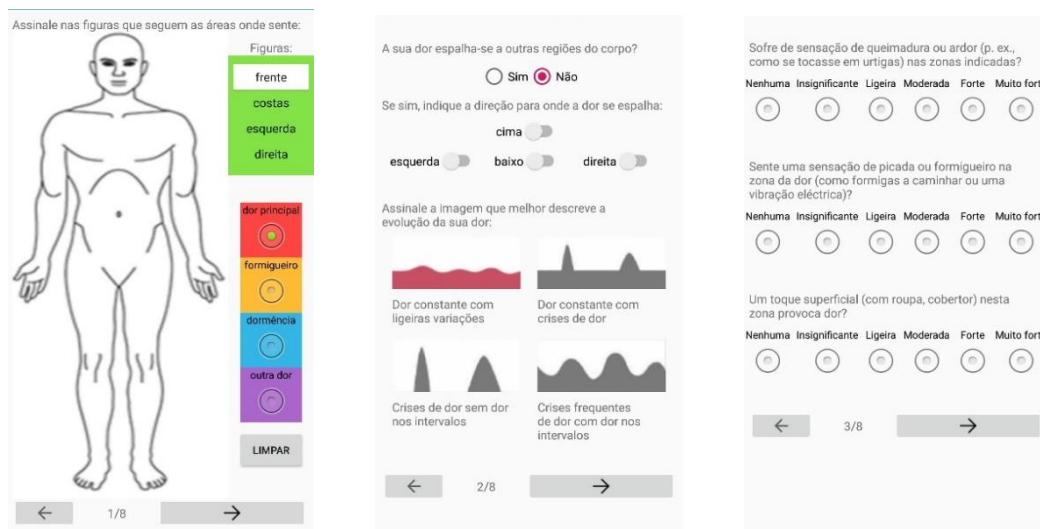 Assinale nas figuras que seguem as áreas onde sente:
Figuras:
frente
costas
esquerda
direita
dor principal
formigueiro
dormência
outra dor
LIMPAR
1/8
A sua dor espalha-se a outras regiões do corpo?
Sim Não
Se sim, indique a direção para onde a dor se espalha:
cima
esquerda baixo direita
Assinale a imagem que melhor descreve a
evolução da sua dor:
Dor constante com
ligeiras variações
Dor constante com
crises de dor
Crises de dor sem dor
nos intervalos
Crises frequentes
de dor com dor nos
intervalos
2/8
Sofre de sensação de queimadura ou ardor (p. ex.,
como se tocasse em urtigas) nas zonas indicadas?
Nenhuma Insignificante Ligeira Moderada Forte Muito fort
Sente uma sensação de picada ou formigueiro na
zona da dor (como formigas a caminhar ou uma
vibração eléctrica)?
Nenhuma Insignificante Ligeira Moderada Forte Muito fort
Um toque superficial (com roupa, cobertor) nesta
zona provoca dor?
Nenhuma Insignificante Ligeira Moderada Forte Muito fort
3/8